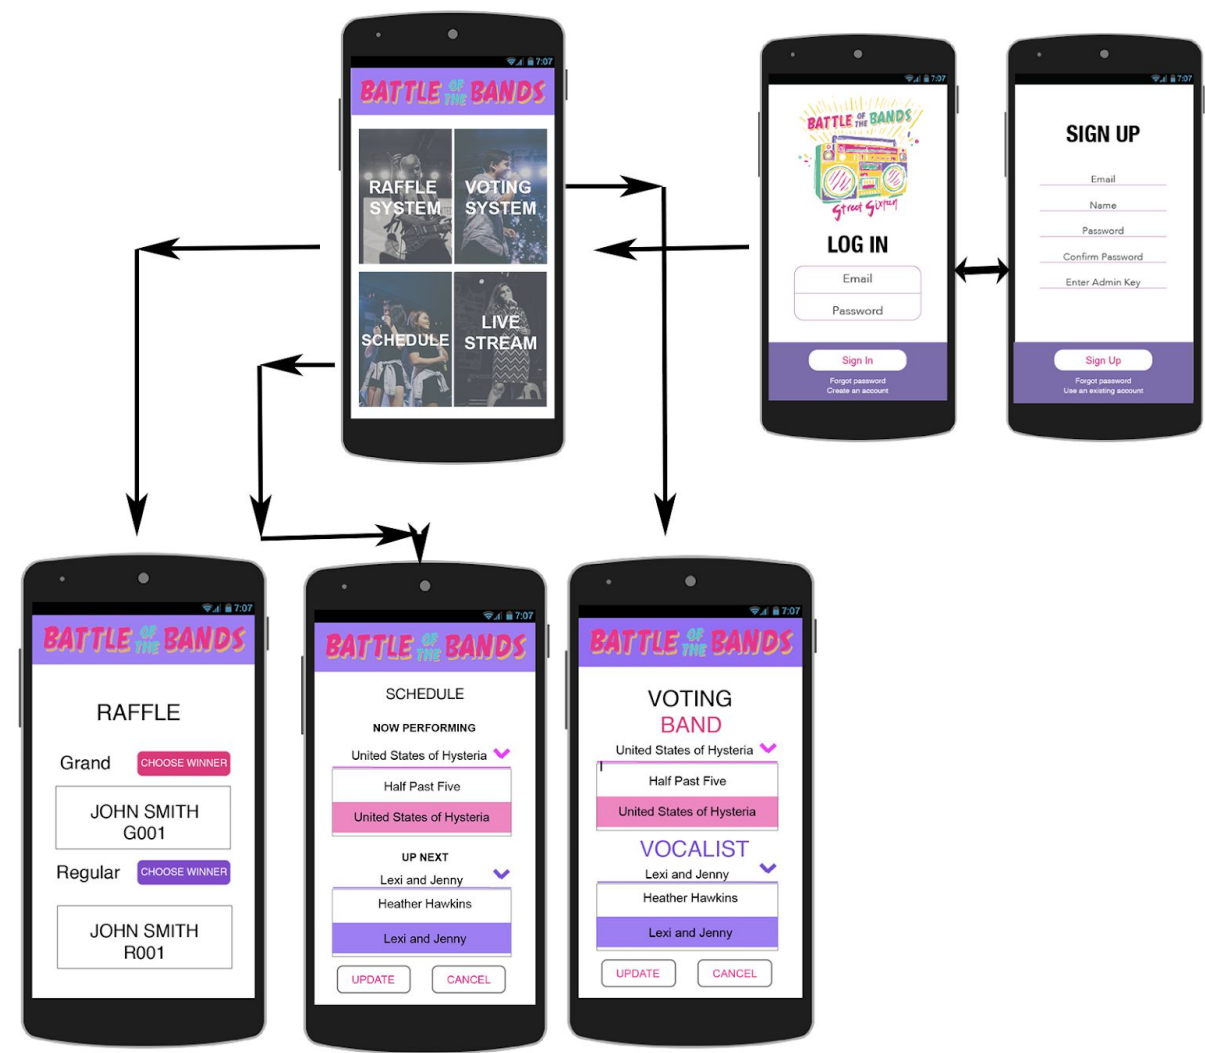 7:07
BATTLE OF THE BANDS
RAFFLE SYSTEM
VOTING SYSTEM
SCHEDULE
LIVE STREAM
7:07
BATTLE OF THE BANDS
Street Sixteen
LOG IN
Email
Password
Sign In
Forgot password
Create an account
7:07
SIGN UP
Email
Name
Password
Confirm Password
Enter Admin Key
Sign Up
Forgot password
Use an existing account
7:07
BATTLE OF THE BANDS
RAFFLE
Grand CHOOSE WINNER
JOHN SMITH
G001
Regular CHOOSE WINNER
JOHN SMITH
R001
7:07
BATTLE OF THE BANDS
SCHEDULE
NOW PERFORMING
United States of Hysteria
Half Past Five
United States of Hysteria
UP NEXT
Lexi and Jenny
Heather Hawkins
Lexi and Jenny
UPDATE CANCEL
7:07
BATTLE OF THE BANDS
VOTING
BAND
United States of Hysteria
Half Past Five
United States of Hysteria
VOCALIST
Lexi and Jenny
Heather Hawkins
Lexi and Jenny
UPDATE CANCEL